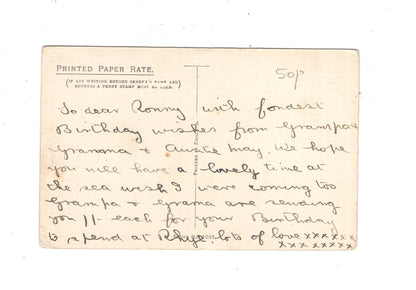 PRINTED PAPER RATE.
(IF ANY WRITING BEYOND SENDER'S NAME AND
ADDRESS A PENNY STAMP MUST BE USED)
50p
To dear Ronny with fondest
Birthday wishes from Grampa &
Grandma & Auntie May. We hope
you will have a lovely time at
the sea wish I were coming too
Grampa & Grama are sending
you 1/- each for your Birthday
to spend at Rhyl. lots of love xxxxxx
xxx xxxxxx